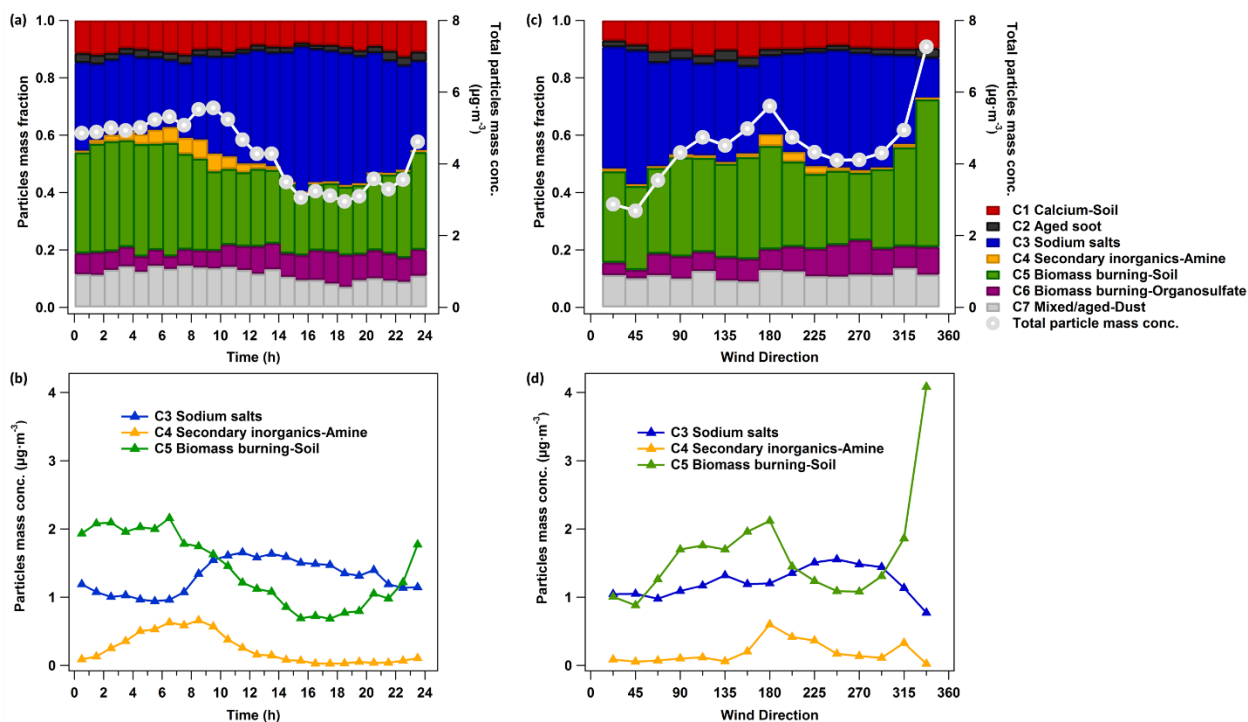 (a)
1.0
0.8
0.6
0.4
0.2
0.0
Particles mass fraction
8
6
4
2
0
Total particles mass conc.
(µg·m-3)
0 2 4 6 8 10 12 14 16 18 20 22 24
Time (h)
(c)
1.0
0.8
0.6
0.4
0.2
0.0
Particles mass fraction
8
6
4
2
0
Total particles mass conc.
(µg·m-3)
0 45 90 135 180 225 270 315 360
Wind Direction
C1 Calcium-Soil
C2 Aged soot
C3 Sodium salts
C4 Secondary inorganics-Amine
C5 Biomass burning-Soil
C6 Biomass burning-Organosulfate
C7 Mixed/aged-Dust
Total particle mass conc.
(b)
4
3
2
1
0
Particles mass conc. (µg·m-3)
C3 Sodium salts
C4 Secondary inorganics-Amine
C5 Biomass burning-Soil
0 2 4 6 8 10 12 14 16 18 20 22 24
Time (h)
(d)
4
3
2
1
0
Particles mass conc. (µg·m-3)
C3 Sodium salts
C4 Secondary inorganics-Amine
C5 Biomass burning-Soil
0 45 90 135 180 225 270 315 360
Wind Direction